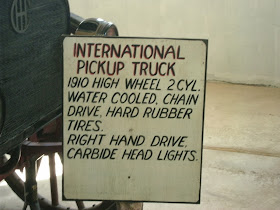 INTERNATIONAL
PICKUP TRUCK
1910 HIGH WHEEL 2 CYL.
WATER COOLED, CHAIN
DRIVE, HARD RUBBER
TIRES.
RIGHT HAND DRIVE,
CARBIDE HEAD LIGHTS.